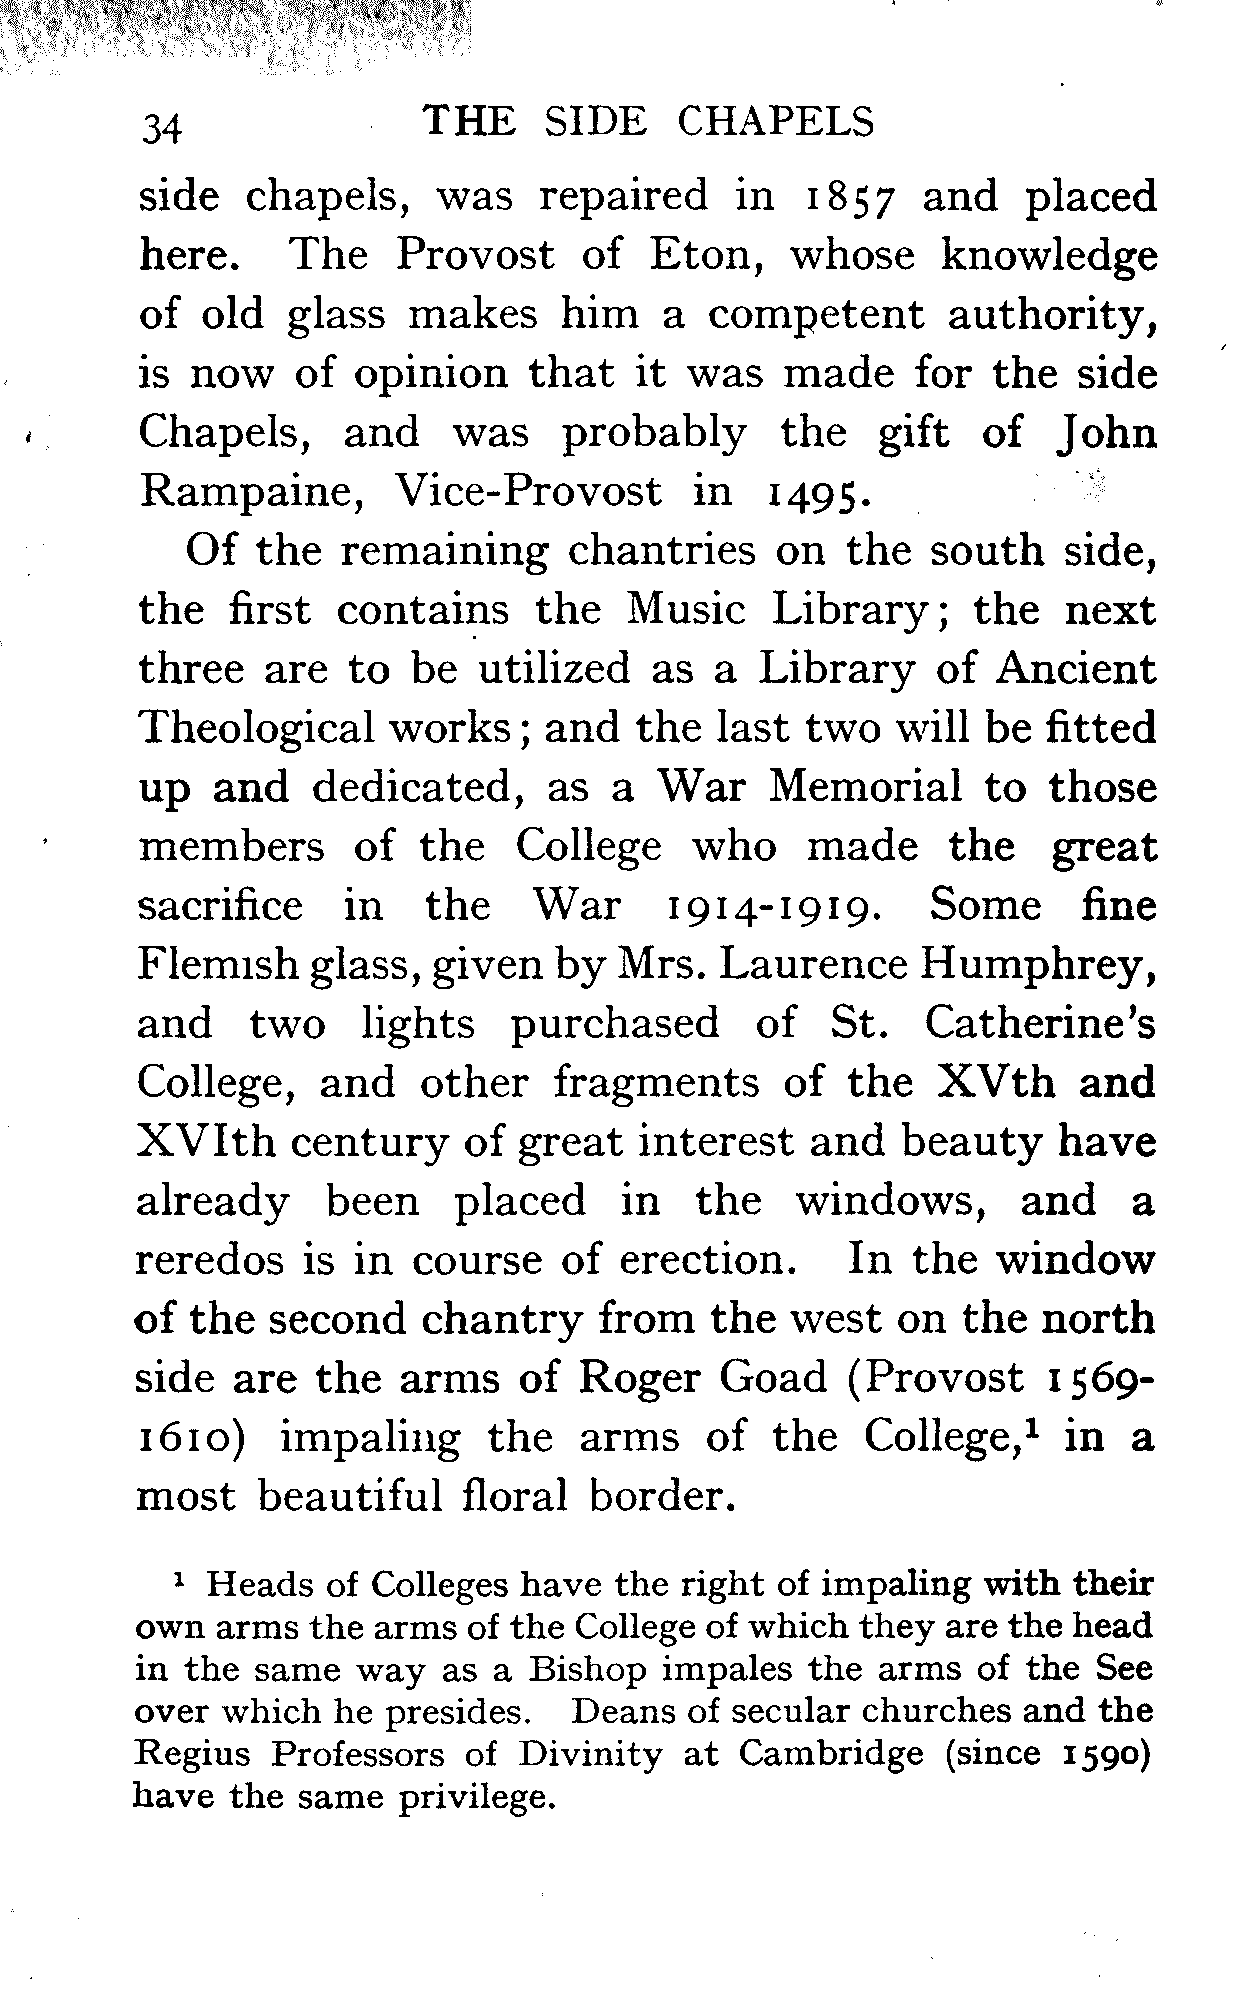 34 THE SIDE CHAPELS
side chapels, was repaired in 1857 and placed
here. The Provost of Eton, whose knowledge
of old glass makes him a competent authority,
is now of opinion that it was made for the side
Chapels, and was probably the gift of John
Rampaine, Vice-Provost in 1495.
Of the remaining chantries on the south side,
the first contains the Music Library; the next
three are to be utilized as a Library of Ancient
Theological works; and the last two will be fitted
up and dedicated, as a War Memorial to those
members of the College who made the great
sacrifice in the War 1914-1919. Some fine
Flemish glass, given by Mrs. Laurence Humphrey,
and two lights purchased of St. Catherine's
College, and other fragments of the XVth and
XVIth century of great interest and beauty have
already been placed in the windows, and a
reredos is in course of erection. In the window
of the second chantry from the west on the north
side are the arms of Roger Goad (Provost 1569-
1610) impaling the arms of the College,¹ in a
most beautiful floral border.
¹ Heads of Colleges have the right of impaling with their
own arms the arms of the College of which they are the head
in the same way as a Bishop impales the arms of the See
over which he presides. Deans of secular churches and the
Regius Professors of Divinity at Cambridge (since 1590)
have the same privilege.